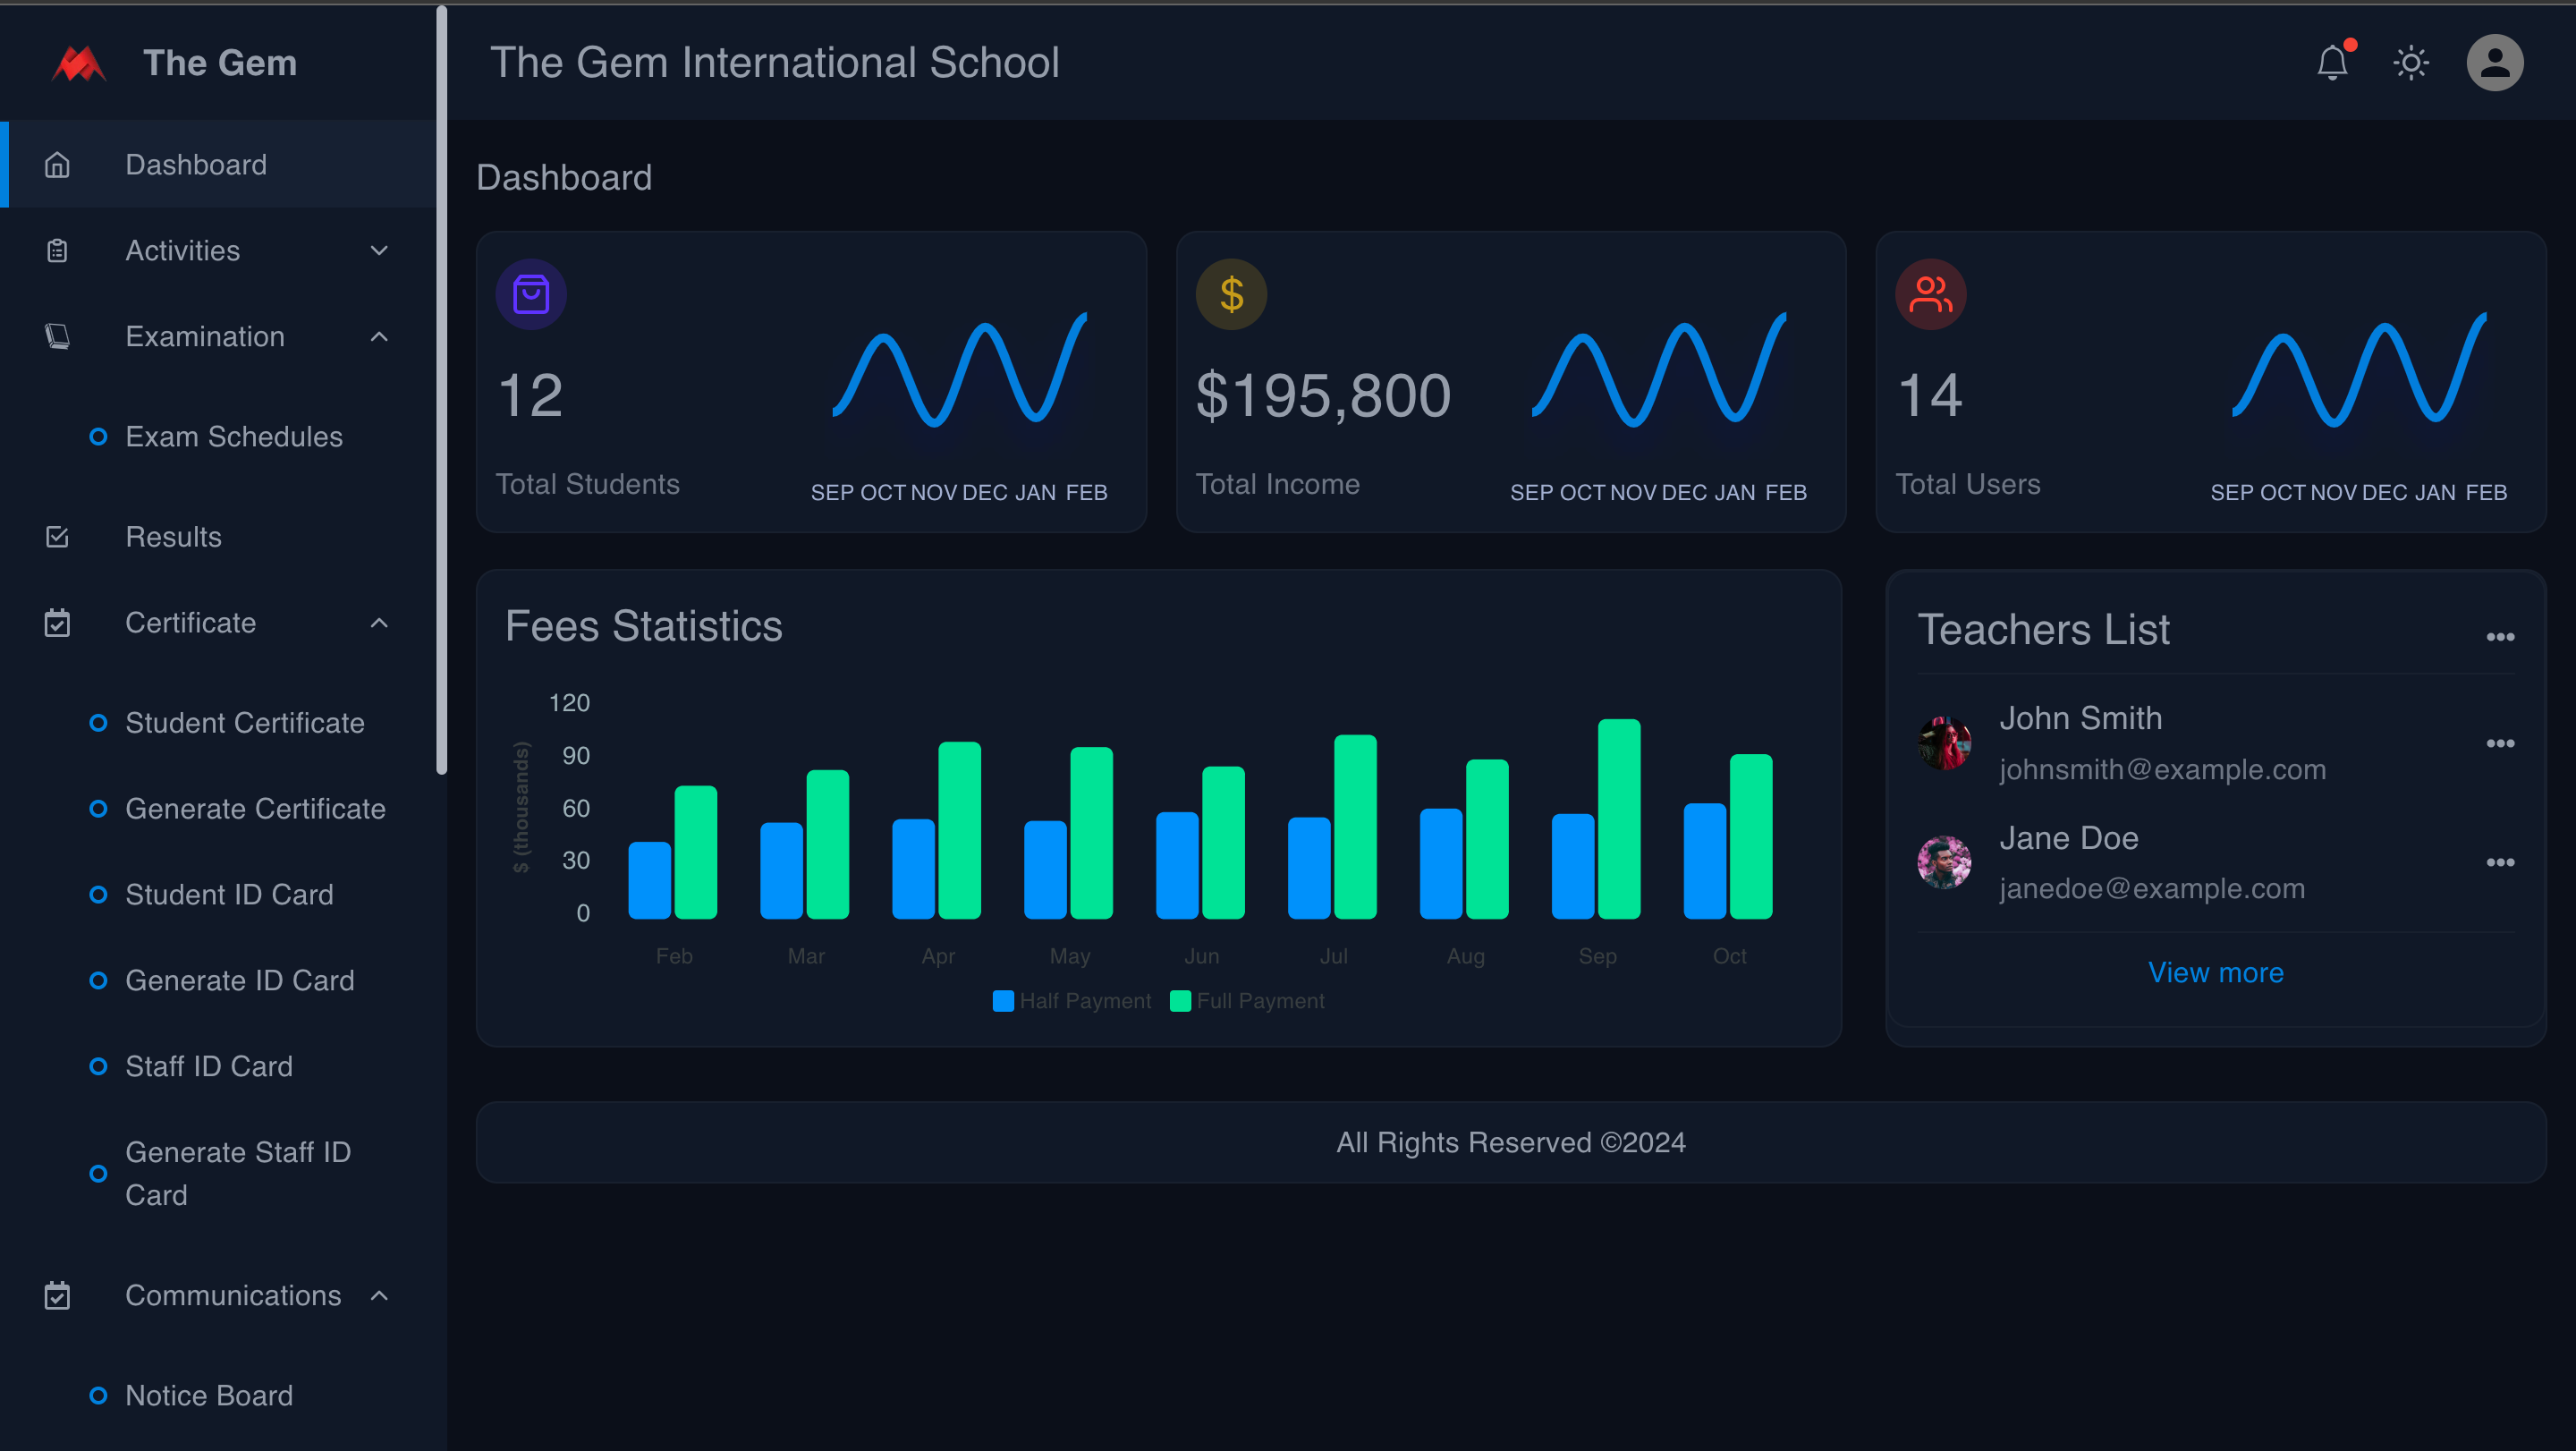 The Gem
The Gem International School
Dashboard
Activities
Examination
Exam Schedules
Results
Certificate
Student Certificate
Generate Certificate
Student ID Card
Generate ID Card
Staff ID Card
Generate Staff ID
Card
Communications
Notice Board
Dashboard
12
Total Students
SEP OCT NOV DEC JAN FEB
$
$195,800
Total Income
SEP OCT NOV DEC JAN FEB
14
Total Users
SEP OCT NOV DEC JAN FEB
Fees Statistics
$ (thousands)
120
90
60
30
0
Feb Mar Apr May Jun Jul Aug Sep Oct
Half Payment Full Payment
Teachers List
John Smith
johnsmith@example.com
Jane Doe
janedoe@example.com
View more
All Rights Reserved ©2024